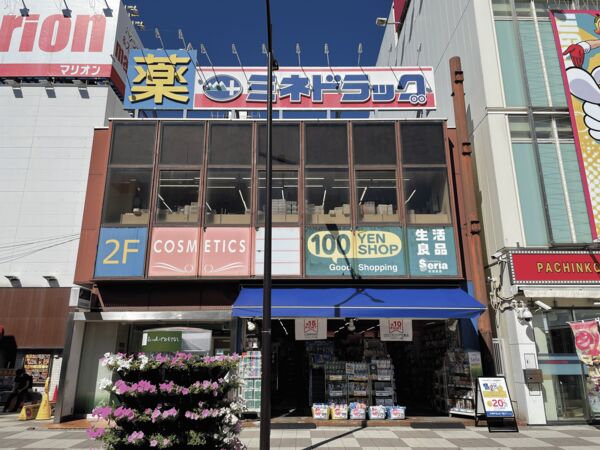 rion
マリオン
薬
ミネドラッグ
2F
COSMETICS
100 YEN SHOP
Good Shopping
生活
良品
Seria
PACHINKO